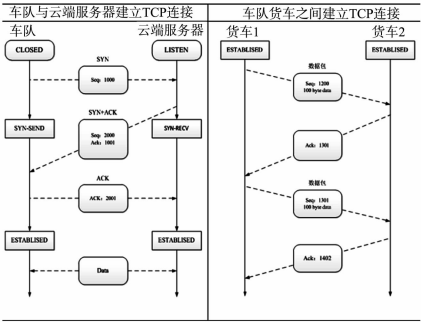 车队与云端服务器建立TCP连接
车队货车之间建立TCP连接
车队
云端服务器
货车1
货车2
CLOSED
SYN
LISTEN
Seq: 1000
SYN+ACK
SYN-SEND
SYN-RECV
Seq: 2000
Ack: 1001
ACK
ACK: 2001
ESTABLISED
ESTABLISED
Data
ESTABLISED
ESTABLISED
数据包
Seq: 1200
100 byte data
Ack: 1301
数据包
Seq: 1301
100 byte data
Ack: 1402